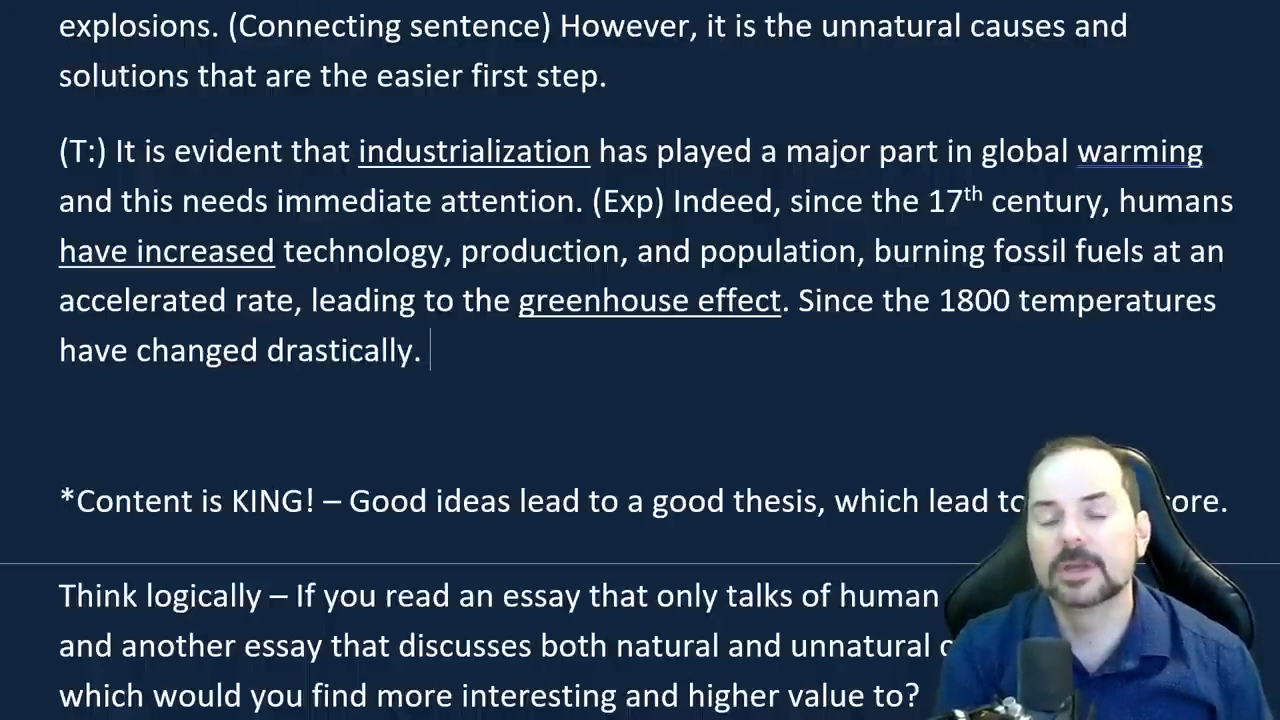 explosions. (Connecting sentence) However, it is the unnatural causes and
solutions that are the easier first step.
(T:) It is evident that industrialization has played a major part in global warming
and this needs immediate attention. (Exp) Indeed, since the 17th century, humans
have increased technology, production, and population, burning fossil fuels at an
accelerated rate, leading to the greenhouse effect. Since the 1800 temperatures
have changed drastically.
*Content is KING! – Good ideas lead to a good thesis, which lead to
Think logically – If you read an essay that only talks of human
and another essay that discusses both natural and unnatural
which would you find more interesting and higher value to?